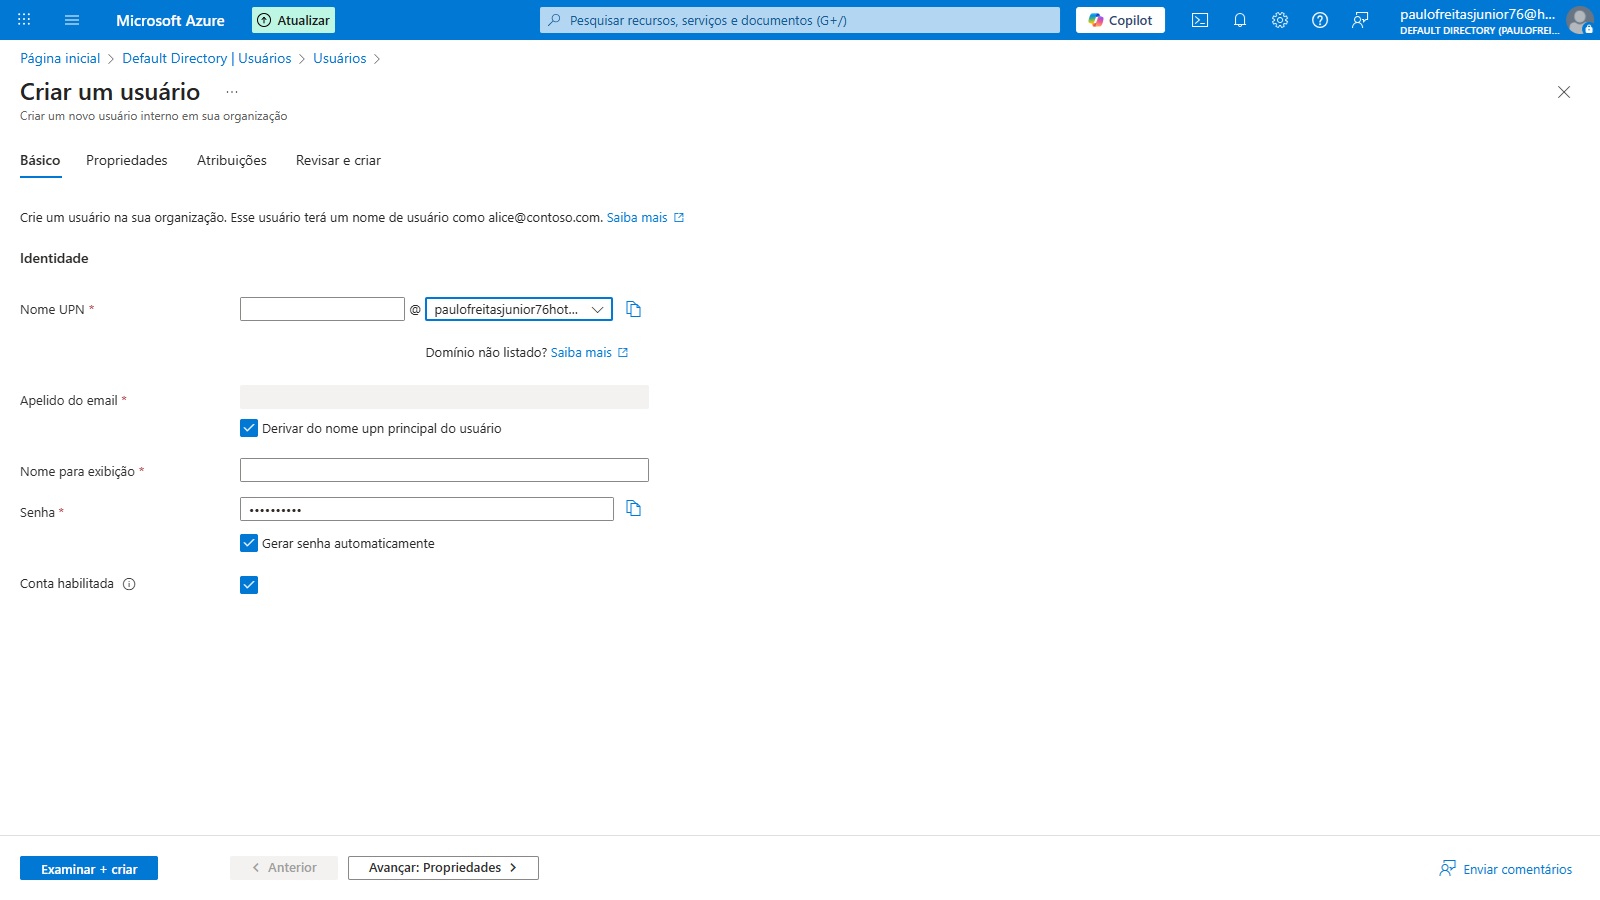 Microsoft Azure
Atualizar
Pesquisar recursos, serviços e documentos (G+/)
Copilot
paulofreitasjunior76@h...
DEFAULT DIRECTORY (PAULOFREI...
Página inicial > Default Directory | Usuários > Usuários >
Criar um usuário ...
Criar um novo usuário interno em sua organização
Básico Propriedades Atribuições Revisar e criar
Crie um usuário na sua organização. Esse usuário terá um nome de usuário como alice@contoso.com. Saiba mais
Identidade
Nome UPN * @ paulofreitasjunior76hot...
Domínio não listado? Saiba mais
Apelido do email *
Derivar do nome upn principal do usuário
Nome para exibição *
Senha * ••••••••••
Gerar senha automaticamente
Conta habilitada
Examinar + criar < Anterior Avançar: Propriedades > Enviar comentários